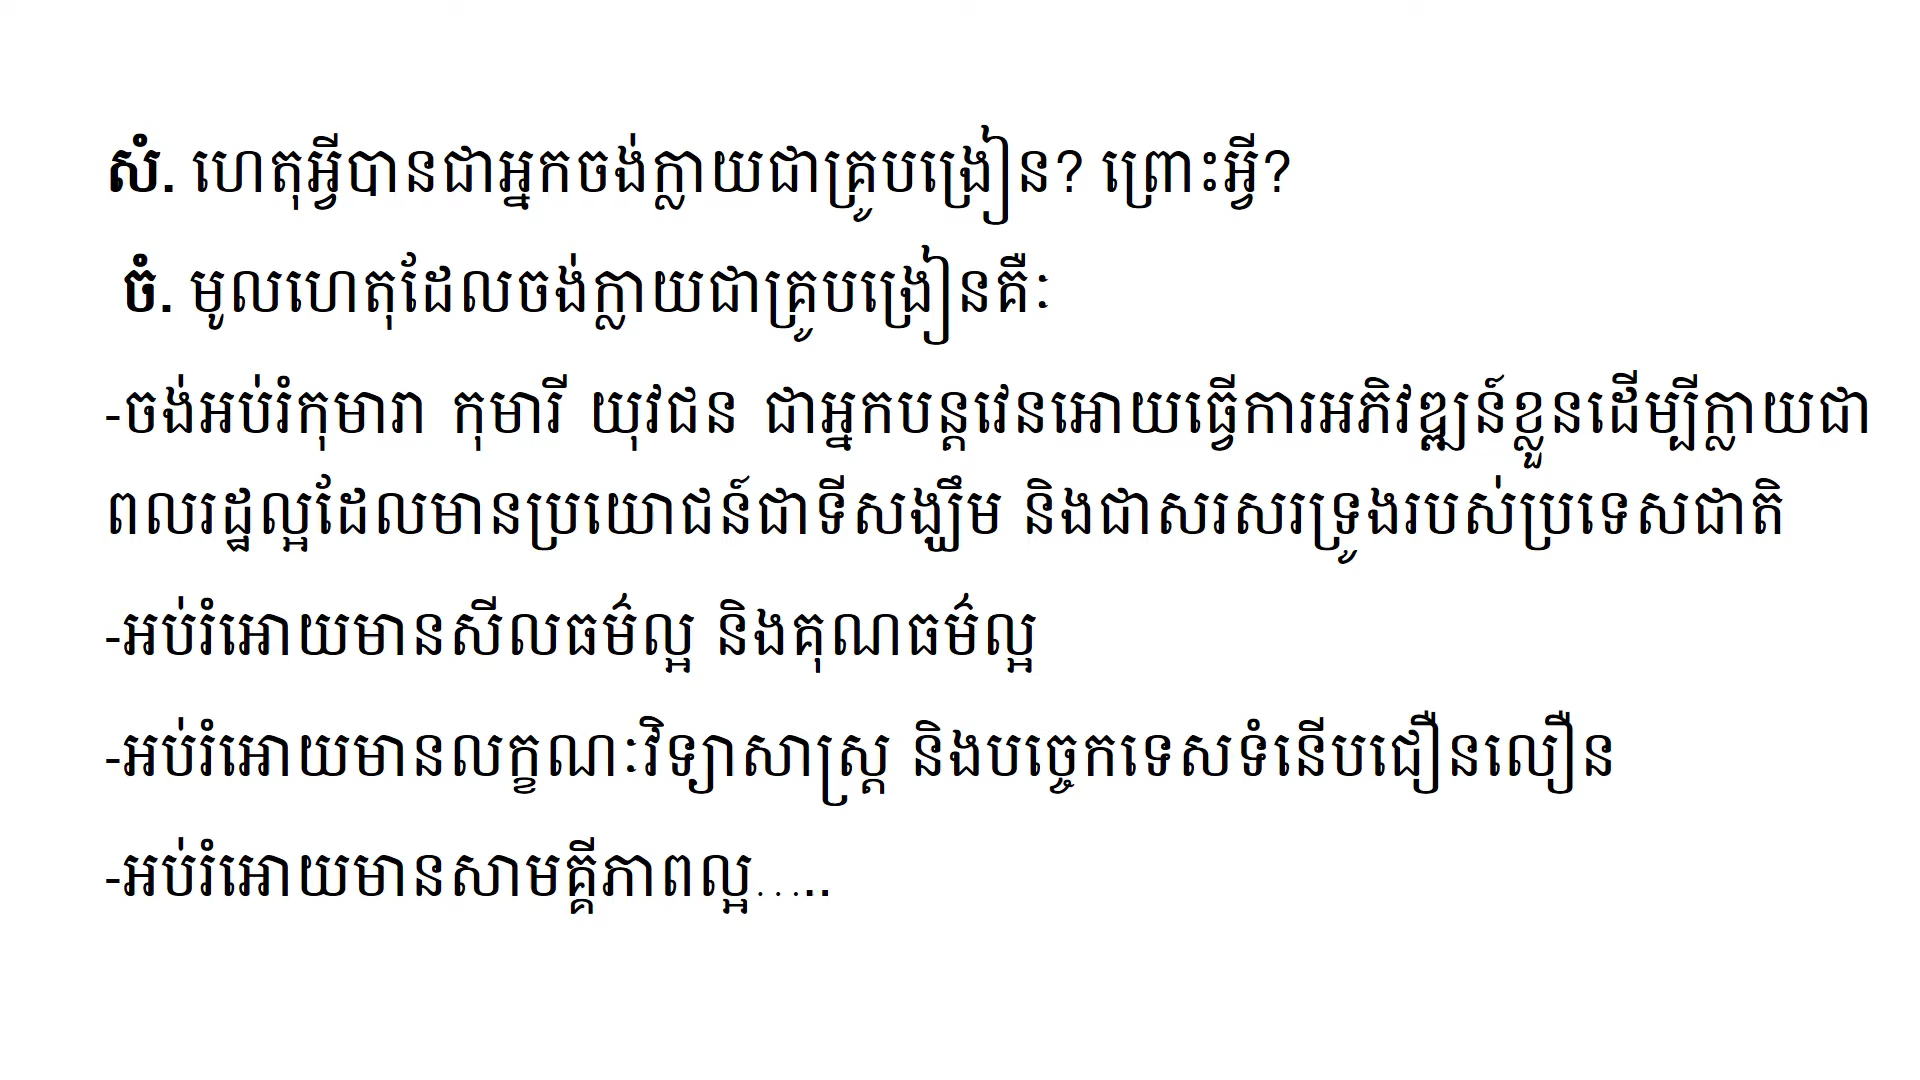 សំ. ហេតុអ្វីបានជាអ្នកចង់ក្លាយជាគ្រូបង្រៀន? ព្រោះអ្វី?
ចំ. មូលហេតុដែលចង់ក្លាយជាគ្រូបង្រៀនគឺៈ
-ចង់អប់រំកុមារា កុមារី យុវជន ជាអ្នកបន្តវេនអោយធ្វើការអភិវឌ្ឍន៍ខ្លួនដើម្បីក្លាយជា
ពលរដ្ឋល្អដែលមានប្រយោជន៍ជាទីសង្ឃឹម និងជាសរសរទ្រូងរបស់ប្រទេសជាតិ
-អប់រំអោយមានសីលធម៌ល្អ និងគុណធម៌ល្អ
-អប់រំអោយមានលក្ខណៈវិទ្យាសាស្ត្រ និងបច្ចេកទេសទំនើបជឿនលឿន
-អប់រំអោយមានសាមគ្គីភាពល្អ…..